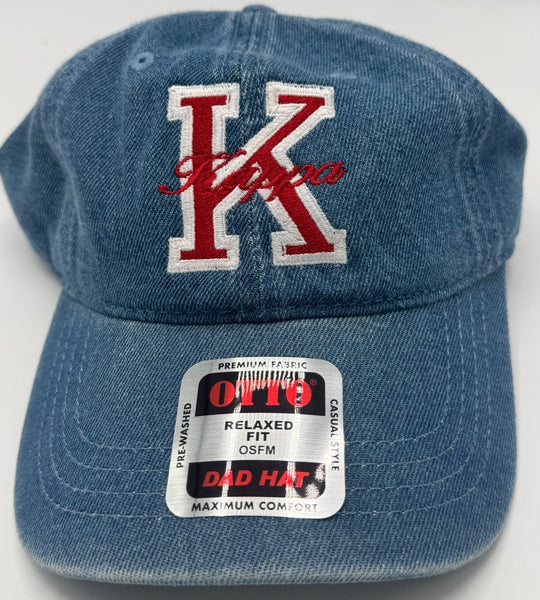 K
Kappa
PREMIUM FABRIC
PRE-WASHED
OTTO®
RELAXED
FIT
OSFM
DAD HAT
CASUAL STYLE
MAXIMUM COMFORT